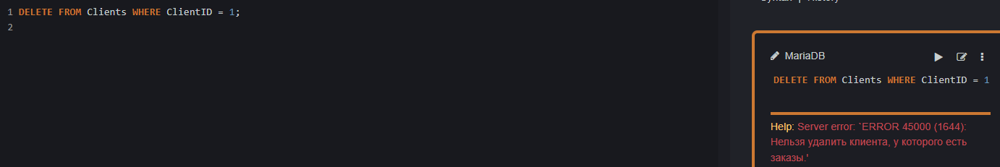 1 DELETE FROM Clients WHERE ClientID = 1;
2
MariaDB
DELETE FROM Clients WHERE ClientID = 1
Help: Server error: `ERROR 45000 (1644):
Нельзя удалить клиента, у которого есть
заказы.'